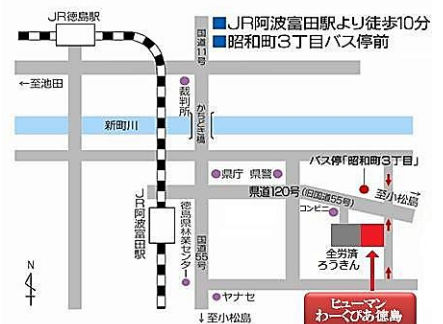 JR徳島駅
■JR阿波富田駅より徒歩10分
■昭和町3丁目バス停前
国道11号
←至池田
裁判所
かちどき橋
新町川
県庁 県警
バス停「昭和町3丁目」
県道120号(旧国道55号)
至小松島→
コンビニ
JR阿波富田駅
徳島県林業センター
国道55号
全労済
ろうきん
N
ヤナセ
↓至小松島
ヒューマン
わーくぴあ徳島